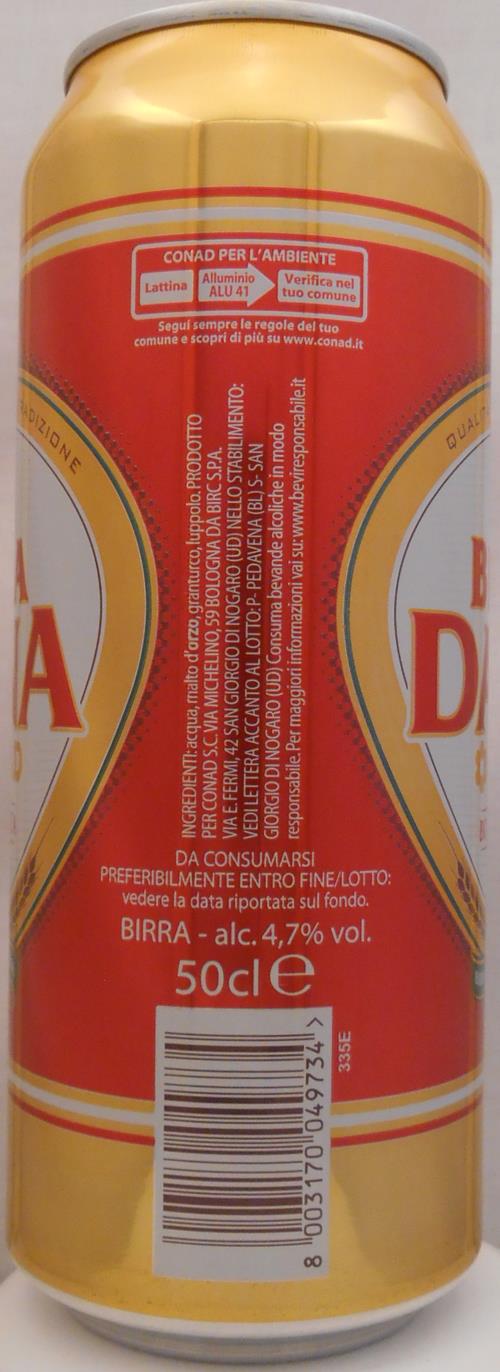 CONAD PER L'AMBIENTE
Lattina
Alluminio
ALU 41
Verifica nel
tuo comune
Segui sempre le regole del tuo
comune e scopri di più su www.conad.it
TRADIZIONE
QUALIT
A
KA
B
DA
INGREDIENTI: acqua, malto d'orzo, granturco, luppolo. PRODOTTO
PER CONAD S.C. VIA MICHELINO, 59 BOLOGNA DA BIRC S.P.A.
VIA E. FERMI, 42 SAN GIORGIO DI NOGARO (UD) NELLO STABILIMENTO:
VEDI LETTERA ACCANTO AL LOTTO: P- PEDAVENA (BL) S- SAN
GIORGIO DI NOGARO (UD) Consuma bevande alcoliche in modo
responsabile. Per maggiori informazioni vai su: www.beviresponsabile.it
DA CONSUMARSI
PREFERIBILMENTE ENTRO FINE/LOTTO:
vedere la data riportata sul fondo.
BIRRA - alc. 4,7% vol.
50cl e
8 003170 049734 >
335E